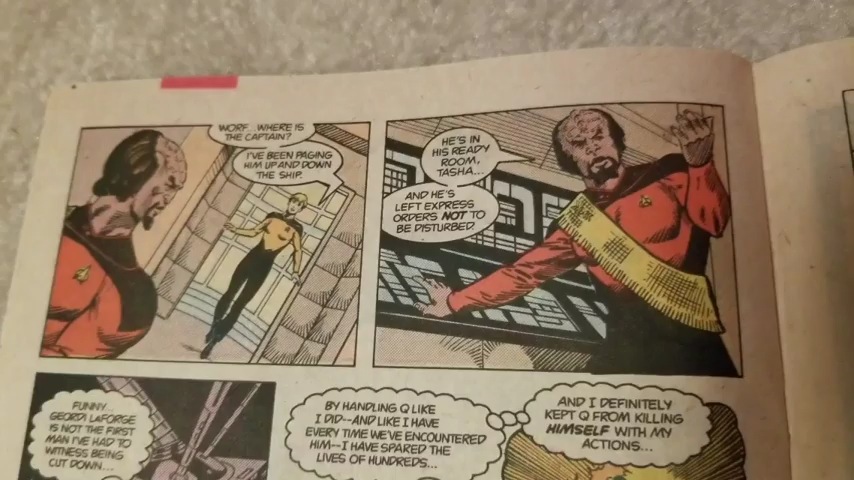 WORF... WHERE IS
THE CAPTAIN?
I'VE BEEN PAGING
HIM UP AND DOWN
THE SHIP.
HE'S IN
HIS READY
ROOM,
TASHA...
AND HE'S
LEFT EXPRESS
ORDERS NOT TO
BE DISTURBED.
FUNNY...
GEORDI LAFORGE
IS NOT THE FIRST
MAN I'VE HAD TO
WITNESS BEING
CUT DOWN...
BY HANDLING Q LIKE
I DID--AND LIKE I HAVE
EVERY TIME WE'VE ENCOUNTERED
HIM--I HAVE SPARED THE
LIVES OF HUNDREDS...
AND I DEFINITELY
KEPT Q FROM KILLING
HIMSELF WITH MY
ACTIONS...